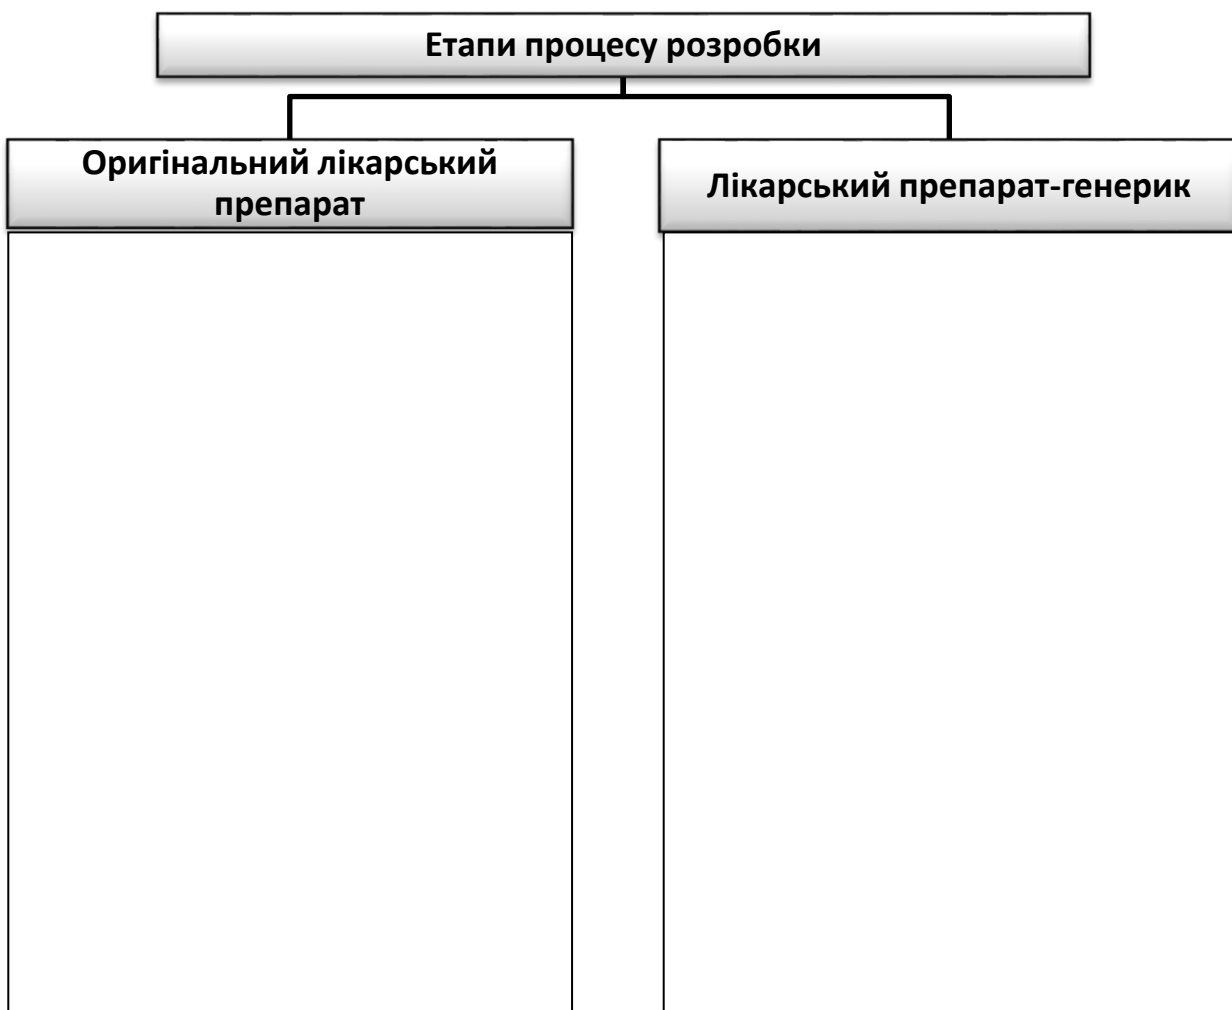 Етапи процесу розробки
Оригінальний лікарський
препарат
Лікарський препарат-генерик